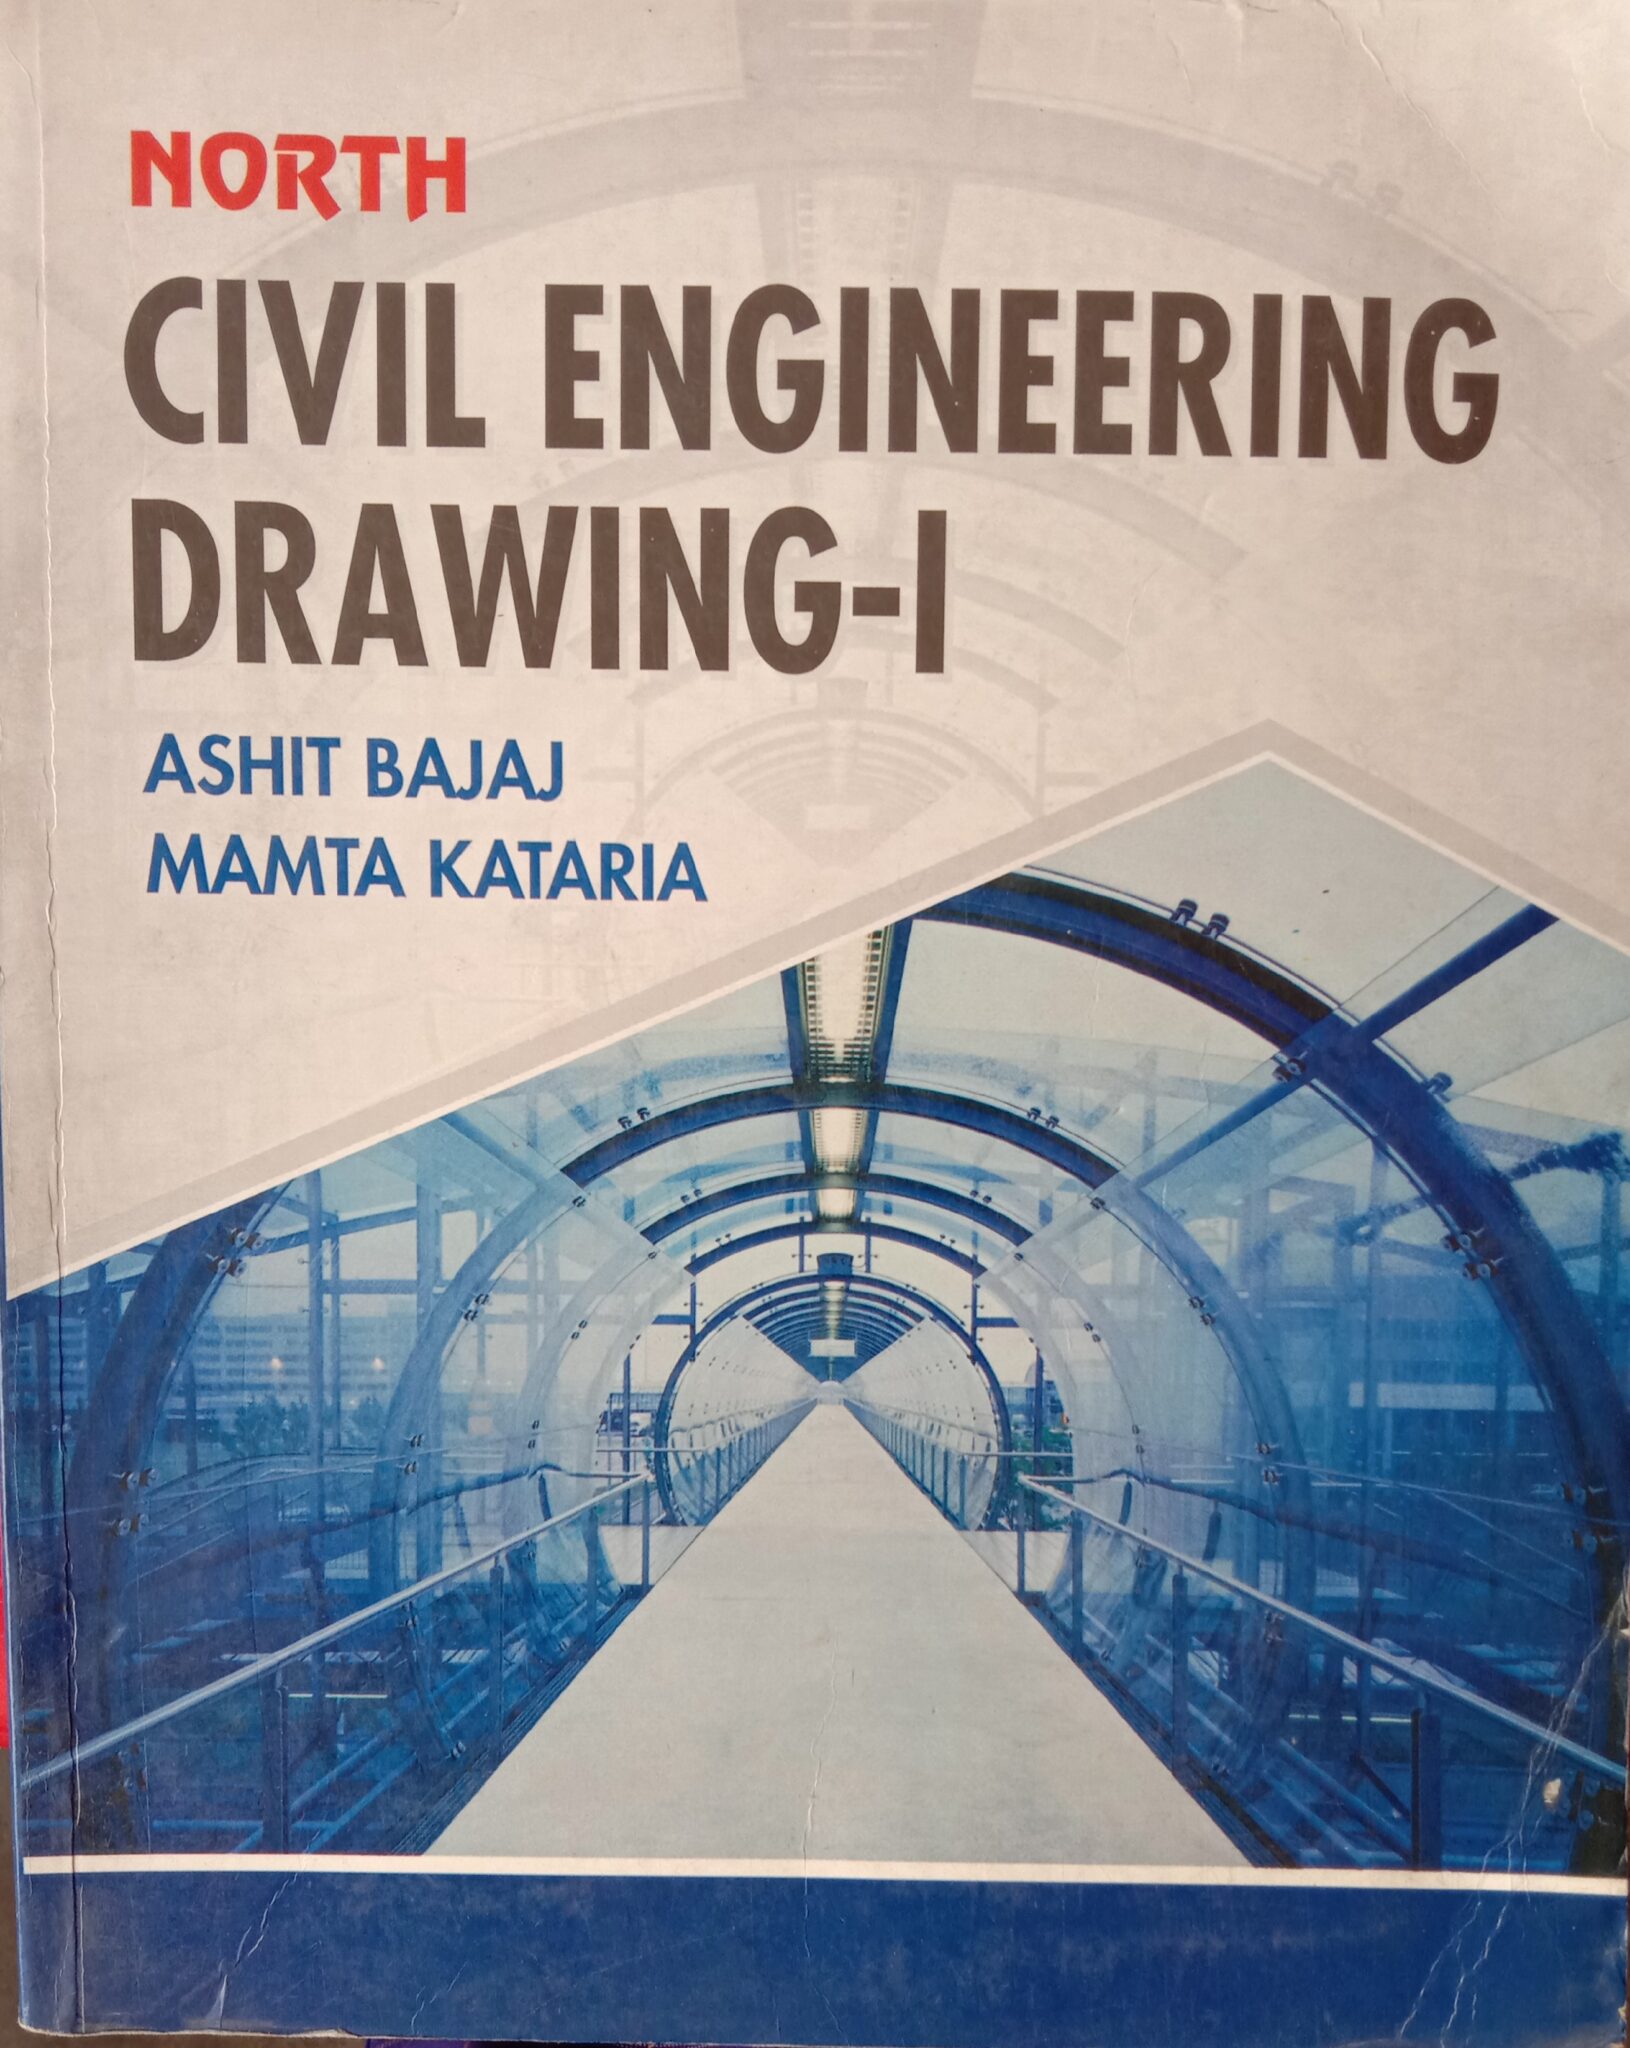 NORTH
CIVIL ENGINEERING
DRAWING-I
ASHIT BAJAJ
MAMTA KATARIA